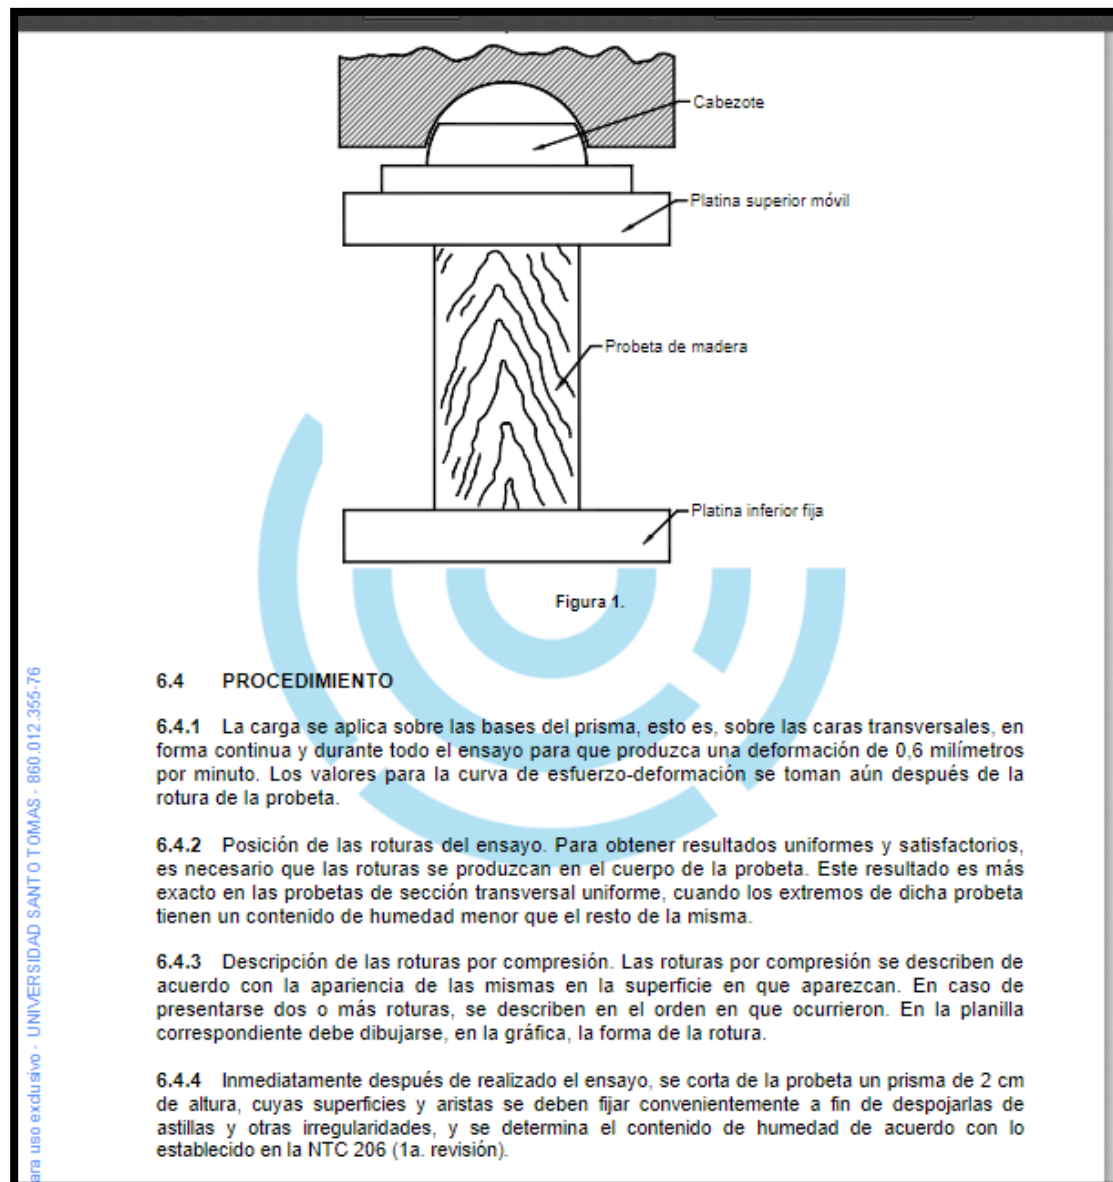 Cabezote
Platina superior móvil
Probeta de madera
Platina inferior fija
Figura 1.
6.4 PROCEDIMIENTO
6.4.1 La carga se aplica sobre las bases del prisma, esto es, sobre las caras transversales, en
forma continua y durante todo el ensayo para que produzca una deformación de 0,6 milímetros
por minuto. Los valores para la curva de esfuerzo-deformación se toman aún después de la
rotura de la probeta.
6.4.2 Posición de las roturas del ensayo. Para obtener resultados uniformes y satisfactorios,
es necesario que las roturas se produzcan en el cuerpo de la probeta. Este resultado es más
exacto en las probetas de sección transversal uniforme, cuando los extremos de dicha probeta
tienen un contenido de humedad menor que el resto de la misma.
6.4.3 Descripción de las roturas por compresión. Las roturas por compresión se describen de
acuerdo con la apariencia de las mismas en la superficie en que aparezcan. En caso de
presentarse dos o más roturas, se describen en el orden en que ocurrieron. En la planilla
correspondiente debe dibujarse, en la gráfica, la forma de la rotura.
6.4.4 Inmediatamente después de realizado el ensayo, se corta de la probeta un prisma de 2 cm
de altura, cuyas superficies y aristas se deben fijar convenientemente a fin de despojarlas de
astillas y otras irregularidades, y se determina el contenido de humedad de acuerdo con lo
establecido en la NTC 206 (1a. revisión).
ara uso exclusivo - UNIVERSIDAD SANTO TOMAS - 860.012.355-76